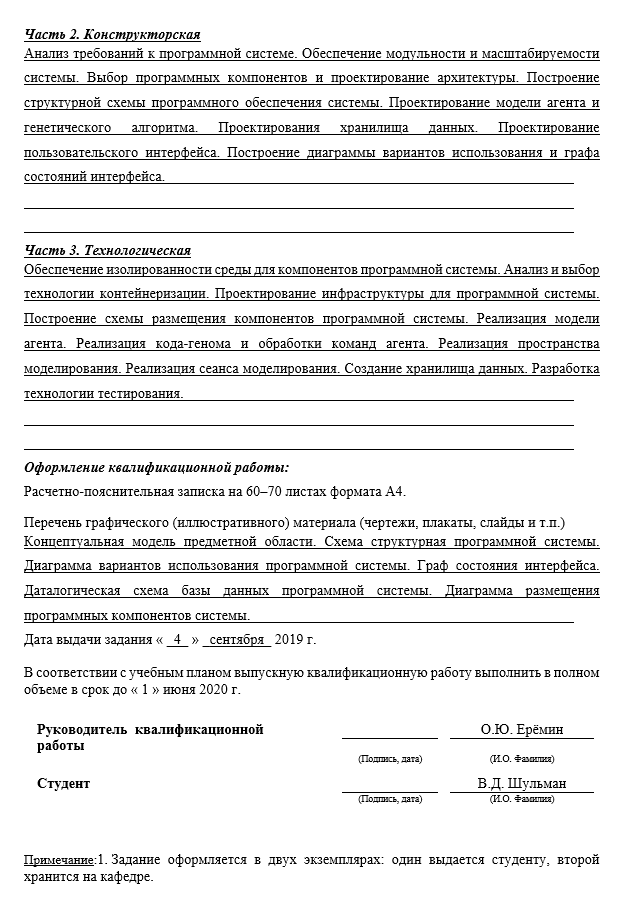 Часть 2. Конструкторская
Анализ требований к программной системе. Обеспечение модульности и масштабируемости
системы. Выбор программных компонентов и проектирование архитектуры. Построение
структурной схемы программного обеспечения системы. Проектирование модели агента и
генетического алгоритма. Проектирования хранилища данных. Проектирование
пользовательского интерфейса. Построение диаграммы вариантов использования и графа
состояний интерфейса.
Часть 3. Технологическая
Обеспечение изолированности среды для компонентов программной системы. Анализ и выбор
технологии контейнеризации. Проектирование инфраструктуры для программной системы.
Построение схемы размещения компонентов программной системы. Реализация модели
агента. Реализация кода-генома и обработки команд агента. Реализация пространства
моделирования. Реализация сеанса моделирования. Создание хранилища данных. Разработка
технологии тестирования.
Оформление квалификационной работы:
Расчетно-пояснительная записка на 60–70 листах формата А4.
Перечень графического (иллюстративного) материала (чертежи, плакаты, слайды и т.п.)
Концептуальная модель предметной области. Схема структурная программной системы.
Диаграмма вариантов использования программной системы. Граф состояния интерфейса.
Даталогическая схема базы данных программной системы. Диаграмма размещения
программных компонентов системы.
Дата выдачи задания « 4 » сентября 2019 г.
В соответствии с учебным планом выпускную квалификационную работу выполнить в полном
объеме в срок до « 1 » июня 2020 г.
Руководитель квалификационной О.Ю. Ерёмин
работы
(Подпись, дата) (И.О. Фамилия)
Студент В.Д. Шульман
(Подпись, дата) (И.О. Фамилия)
Примечание:1. Задание оформляется в двух экземплярах: один выдается студенту, второй
хранится на кафедре.